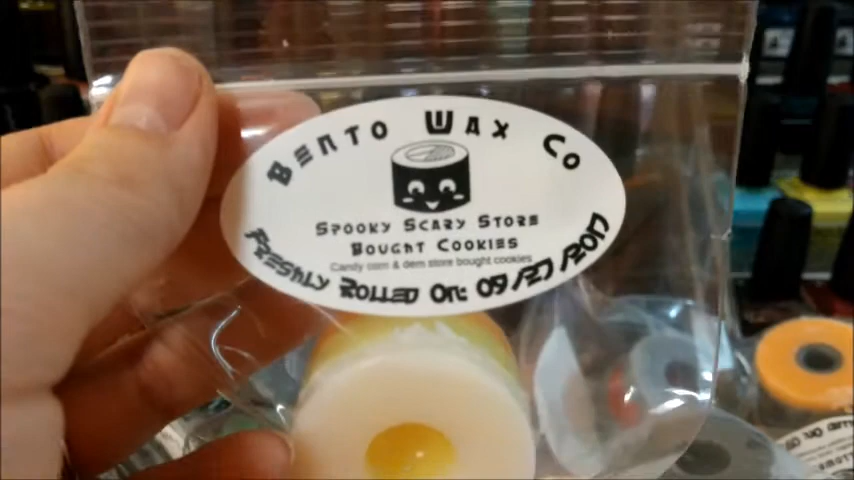 Bento Wax Co
Spooky Scary Store
Bought Cookies
Candy corn & dem store bought cookies
Freshly Rolled On: 09/27/2017